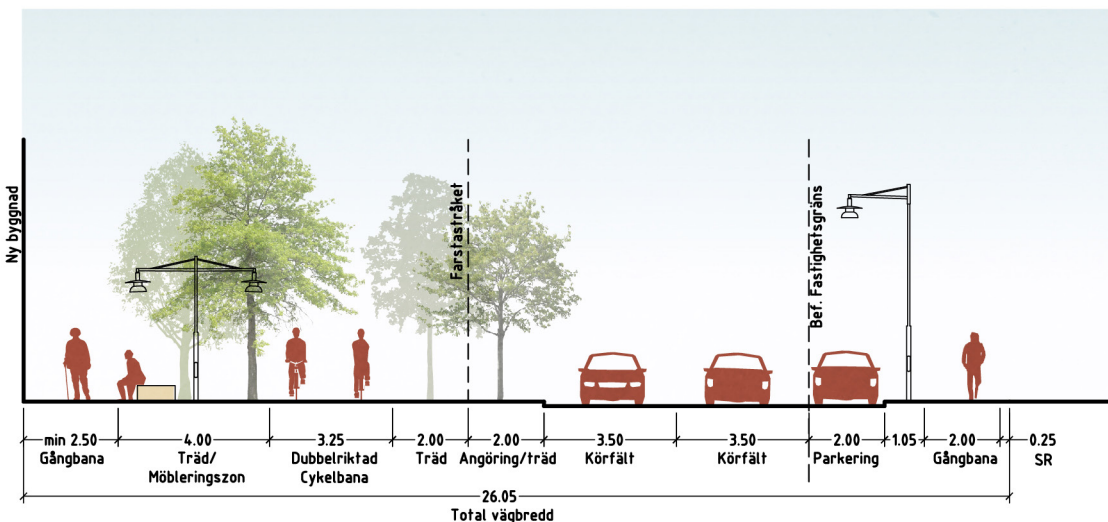 Ny byggnad
Farstastråket
Bef. Fastighetsgräns
min 2.50
4.00
3.25
2.00
2.00
3.50
3.50
2.00
1.05
2.00
0.25
Gångbana
Träd/
Möbleringszon
Dubbelriktad
Cykelbana
Träd
Angöring/träd
Körfält
Körfält
Parkering
Gångbana
SR
26.05
Total vägbredd